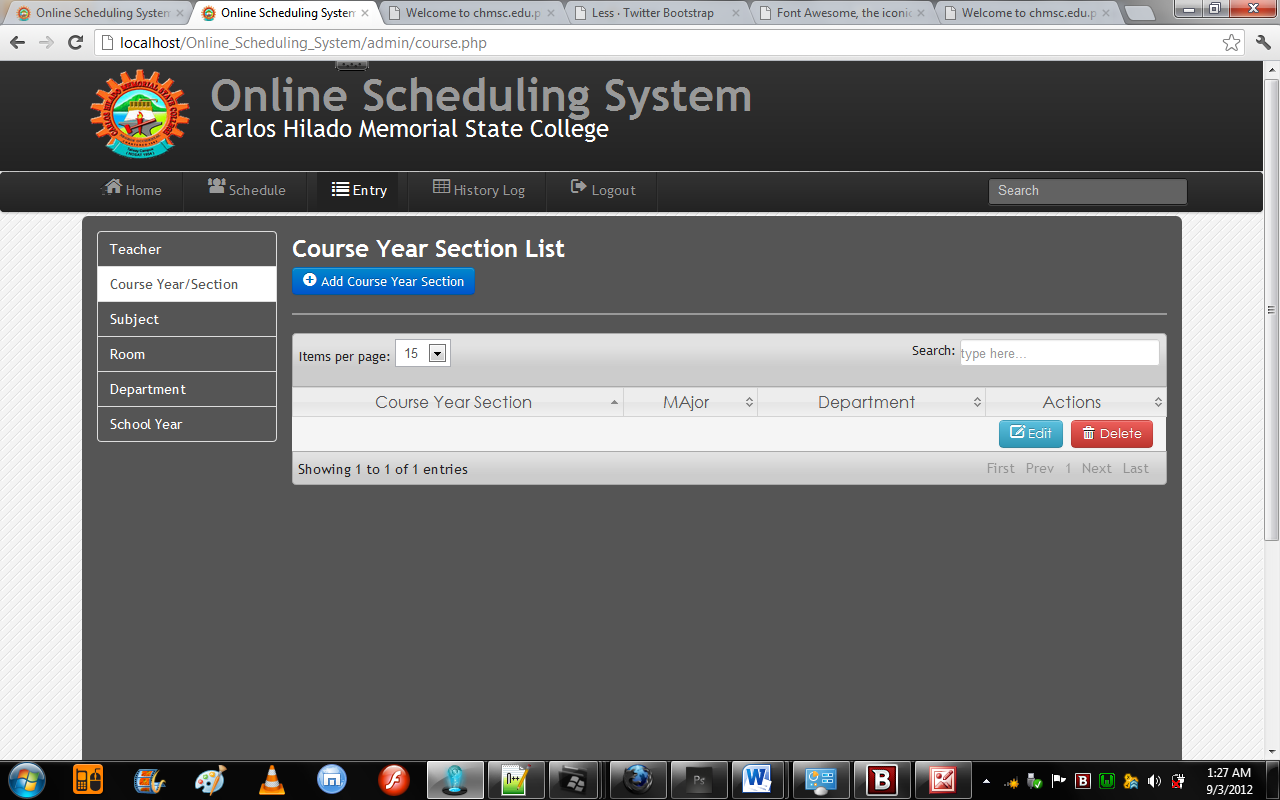 Online Scheduling System
Online Scheduling System
Welcome to chmsc.edu.p
Less · Twitter Bootstrap
Font Awesome, the iconic
Welcome to chmsc.edu.p
localhost/Online_Scheduling_System/admin/course.php
Online Scheduling System
Carlos Hilado Memorial State College
Home
Schedule
Entry
History Log
Logout
Search
Teacher
Course Year/Section
Subject
Room
Department
School Year
Course Year Section List
Add Course Year Section
Items per page: 15
Search: type here...
Course Year Section
MAjor
Department
Actions
Edit
Delete
Showing 1 to 1 of 1 entries
First Prev 1 Next Last
1:27 AM
9/3/2012